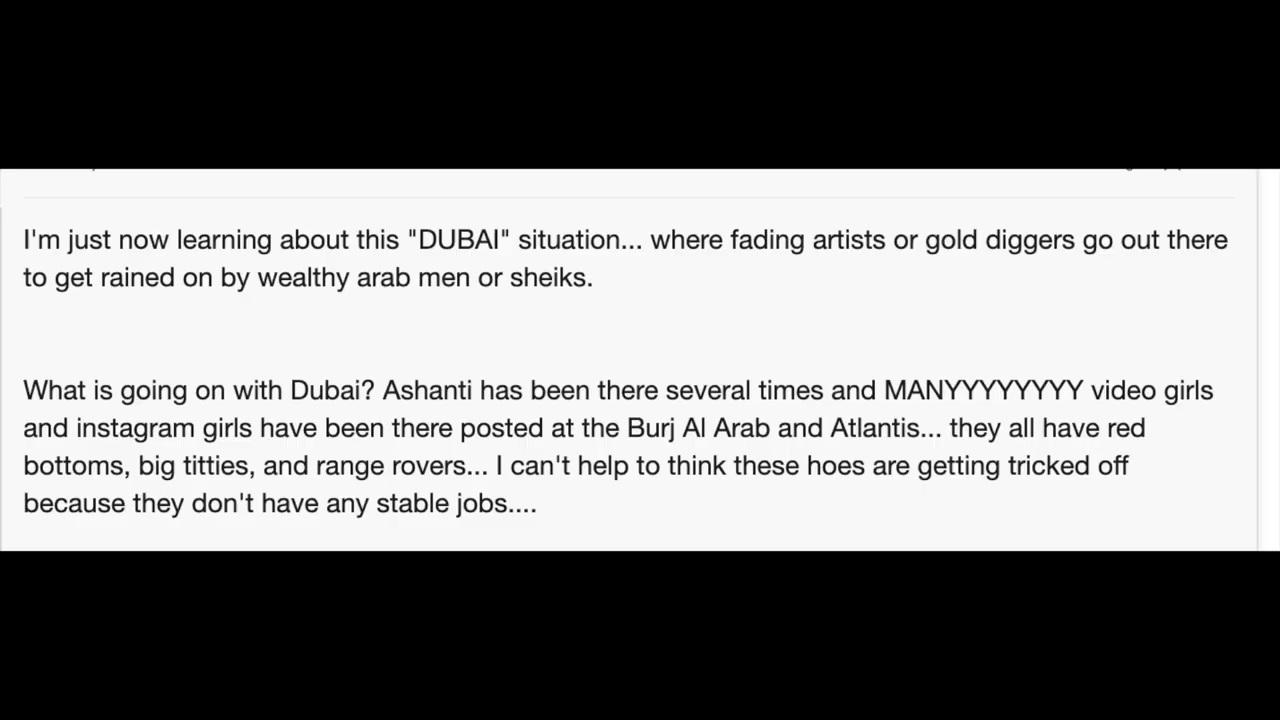 I'm just now learning about this "DUBAI" situation... where fading artists or gold diggers go out there
to get rained on by wealthy arab men or sheiks.
What is going on with Dubai? Ashanti has been there several times and MANYYYYYYYY video girls
and instagram girls have been there posted at the Burj Al Arab and Atlantis... they all have red
bottoms, big titties, and range rovers... I can't help to think these hoes are getting tricked off
because they don't have any stable jobs....